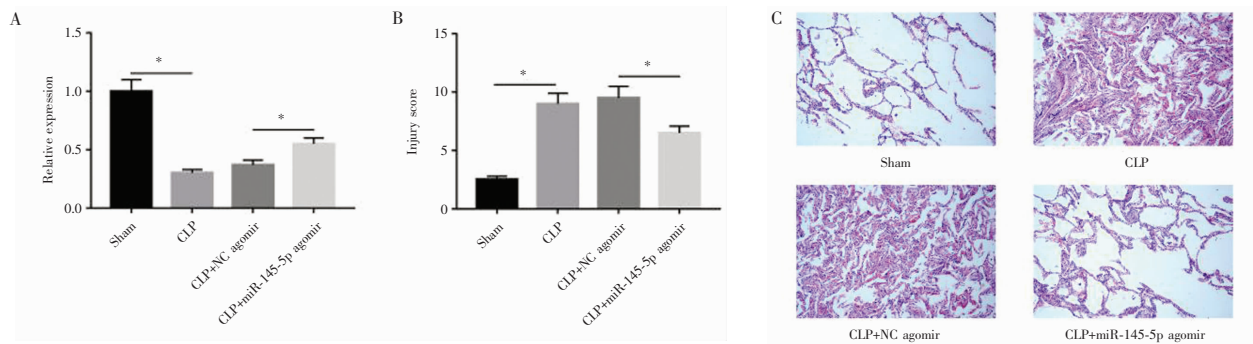 A
Relative expression
1.5
1.0
0.5
0.0
*
*
Sham
CLP
CLP+NC agomir
CLP+miR-145-5p agomir
B
Injury score
15
10
5
0
*
*
Sham
CLP
CLP+NC agomir
CLP+miR-145-5p agomir
C
Sham
CLP
CLP+NC agomir
CLP+miR-145-5p agomir